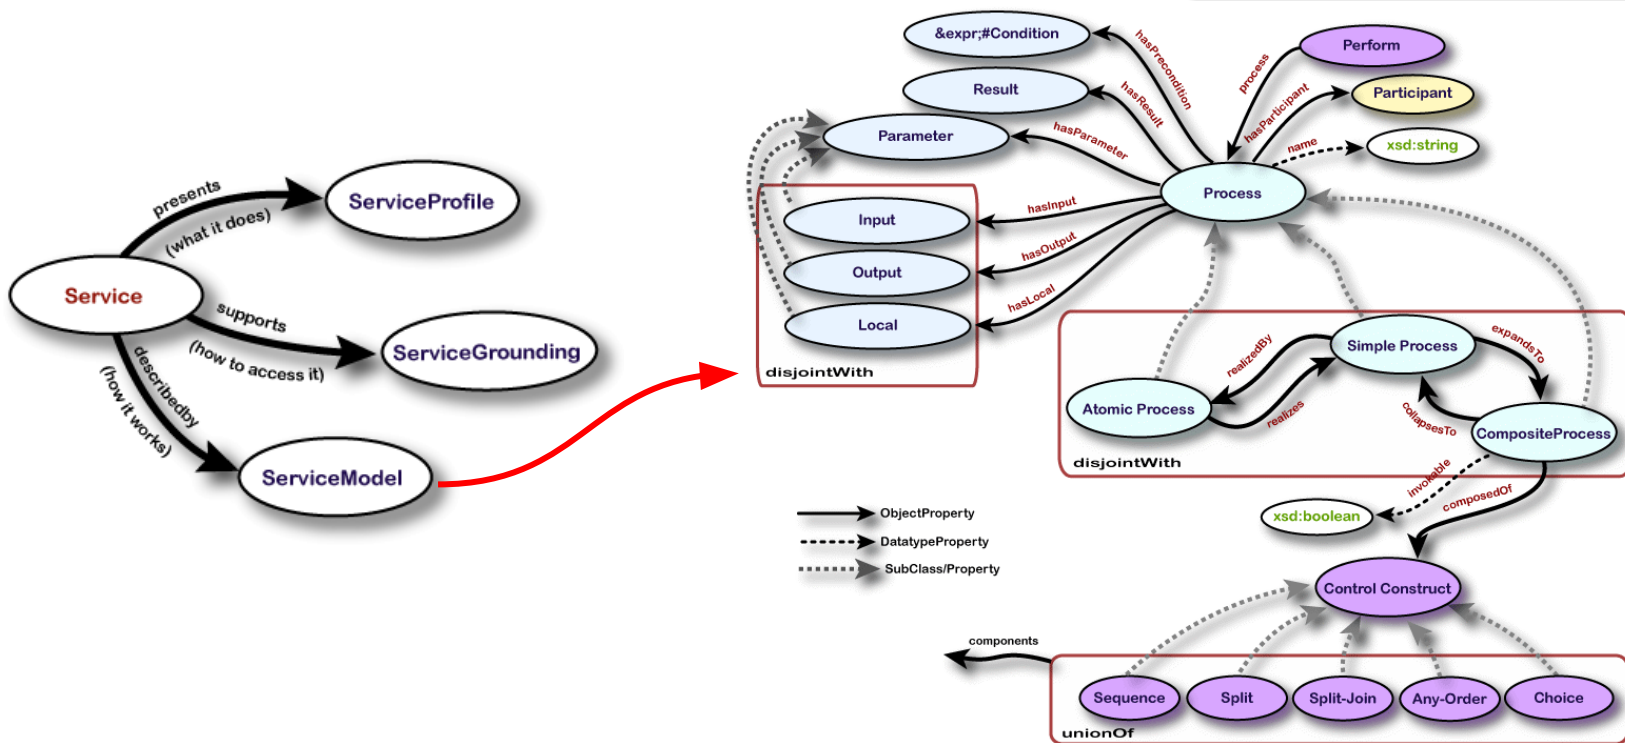 presents
(what it does)
ServiceProfile
Service
supports
(how to access it)
ServiceGrounding
describedby
(how it works)
ServiceModel
&expr;#Condition
Result
Parameter
hasPrecondition
hasResult
hasParameter
process
hasParticipant
name
Perform
Participant
xsd:string
Process
Input
Output
Local
disjointWith
hasInput
hasOutput
hasLocal
Simple Process
expandsTo
realizedBy
realizes
collapsesTo
Atomic Process
CompositeProcess
disjointWith
invokable
composedOf
xsd:boolean
ObjectProperty
DatatypeProperty
SubClass/Property
Control Construct
components
Sequence
Split
Split-Join
Any-Order
Choice
unionOf